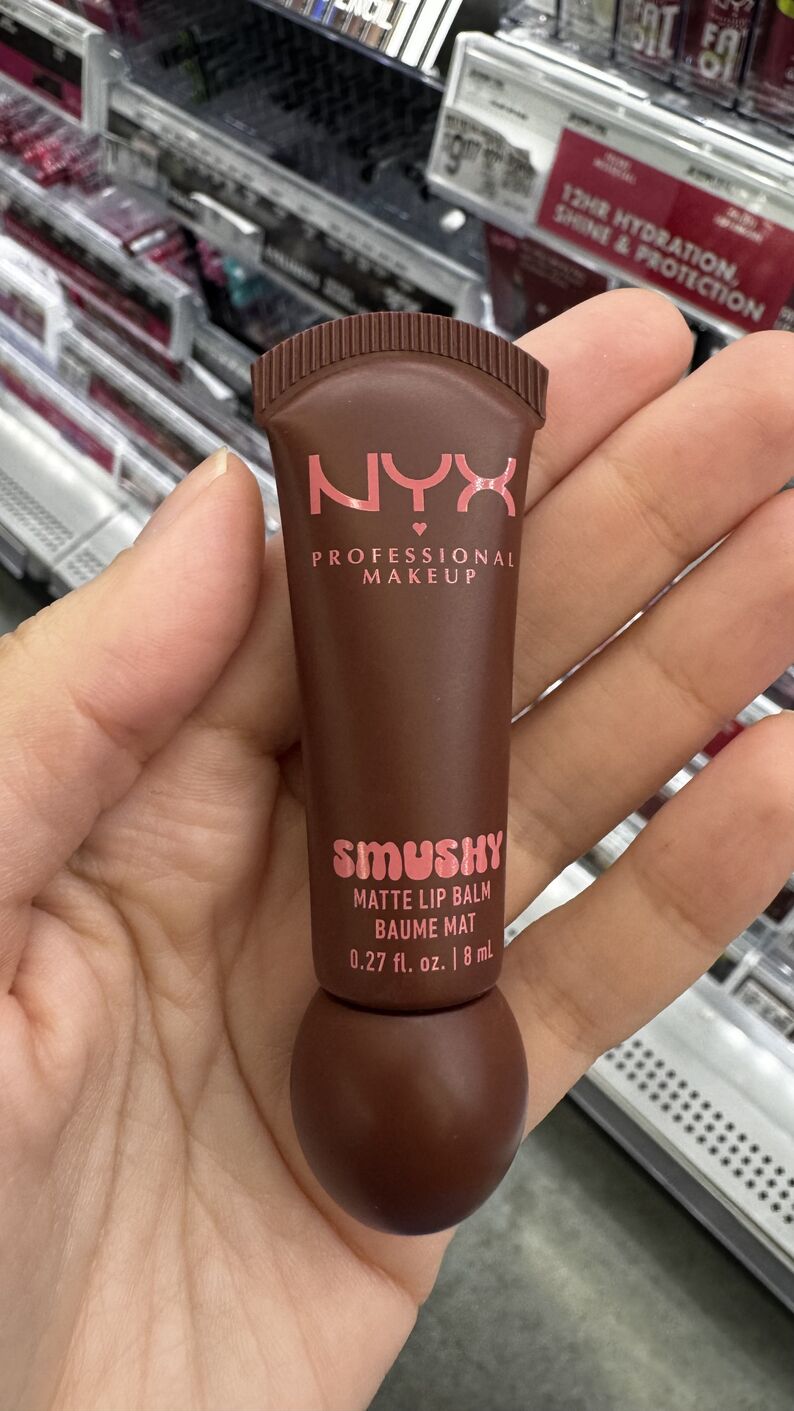 12HR HYDRATION,
SHINE & PROTECTION
NYX
PROFESSIONAL
MAKEUP
SMUSHY
MATTE LIP BALM
BAUME MAT
0.27 fl. oz. | 8 mL